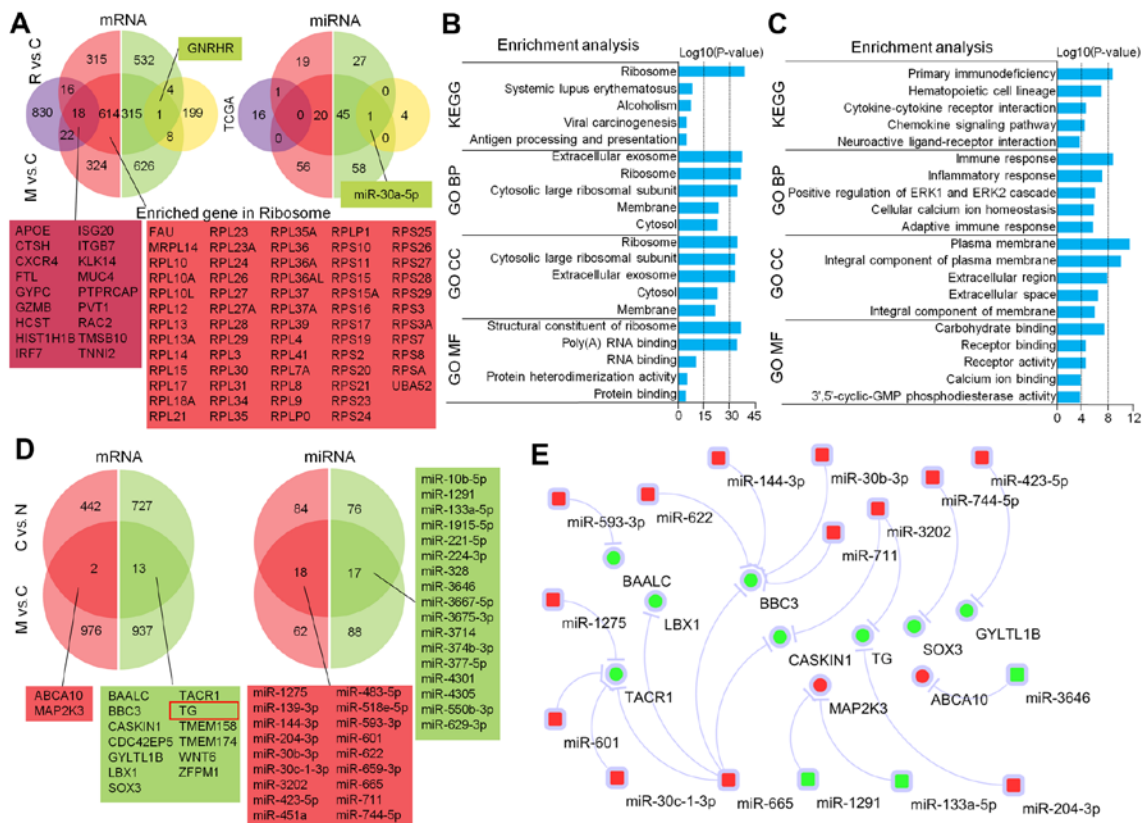 A
mRNA
miRNA
GNRHR
R vs C
M vs. C
TCGA
315
532
16
4
830
18
614
315
1
199
22
8
324
626
19
27
1
0
16
0
20
45
1
4
0
0
56
58
miR-30a-5p
Enriched gene in Ribosome
APOE ISG20
CTSH ITGB7
CXCR4 KLK14
FTL MUC4
GYPC PTPRCAP
GZMB PVT1
HCST RAC2
HIST1H1B TMSB10
IRF7 TNNI2
FAU RPL23 RPL35A RPLP1 RPS25
MRPL14 RPL23A RPL36 RPS10 RPS26
RPL10 RPL24 RPL36A RPS11 RPS27
RPL10A RPL26 RPL36AL RPS15 RPS28
RPL10L RPL27 RPL37 RPS15A RPS29
RPL12 RPL27A RPL37A RPS16 RPS3
RPL13 RPL28 RPL39 RPS17 RPS3A
RPL13A RPL29 RPL4 RPS19 RPS7
RPL14 RPL3 RPL41 RPS2 RPS8
RPL15 RPL30 RPL7A RPS20 RPSA
RPL17 RPL31 RPL8 RPS21 UBA52
RPL18A RPL34 RPL9 RPS23
RPL21 RPL35 RPLP0 RPS24
B
Enrichment analysis
Log10(P-value)
KEGG
Ribosome
Systemic lupus erythematosus
Alcoholism
Viral carcinogenesis
Antigen processing and presentation
GO BP
Extracellular exosome
Ribosome
Cytosolic large ribosomal subunit
Membrane
Cytosol
GO CC
Ribosome
Cytosolic large ribosomal subunit
Extracellular exosome
Cytosol
Membrane
GO MF
Structural constituent of ribosome
Poly(A) RNA binding
RNA binding
Protein heterodimerization activity
Protein binding
0 15 30 45
C
Enrichment analysis
Log10(P-value)
KEGG
Primary immunodeficiency
Hematopoietic cell lineage
Cytokine-cytokine receptor interaction
Chemokine signaling pathway
Neuroactive ligand-receptor interaction
GO BP
Immune response
Inflammatory response
Positive regulation of ERK1 and ERK2 cascade
Cellular calcium ion homeostasis
Adaptive immune response
GO CC
Plasma membrane
Integral component of plasma membrane
Extracellular region
Extracellular space
Integral component of membrane
GO MF
Carbohydrate binding
Receptor binding
Receptor activity
Calcium ion binding
3',5'-cyclic-GMP phosphodiesterase activity
0 4 8 12
D
mRNA
miRNA
C vs. N
M vs. C
442
727
2
13
976
937
84
76
18
17
62
88
miR-10b-5p
miR-1291
miR-133a-5p
miR-1915-5p
miR-221-5p
miR-224-3p
miR-328
miR-3646
miR-3667-5p
miR-3675-3p
miR-3714
miR-374b-3p
miR-377-5p
miR-4301
miR-4305
miR-550b-3p
miR-629-3p
ABCA10
MAP2K3
BAALC TACR1
BBC3 TG
CASKIN1 TMEM158
CDC42EP5 TMEM174
GYLTL1B WNT6
LBX1 ZFPM1
SOX3
miR-1275 miR-483-5p
miR-139-3p miR-518e-5p
miR-144-3p miR-593-3p
miR-204-3p miR-601
miR-30b-3p miR-622
miR-30c-1-3p miR-659-3p
miR-3202 miR-665
miR-423-5p miR-711
miR-451a miR-744-5p
E
miR-144-3p
miR-30b-3p
miR-423-5p
miR-744-5p
miR-593-3p
miR-622
miR-3202
miR-711
BAALC
BBC3
LBX1
miR-1275
GYLTL1B
SOX3
CASKIN1
TG
TACR1
MAP2K3
ABCA10
miR-3646
miR-601
miR-30c-1-3p
miR-665
miR-1291
miR-133a-5p
miR-204-3p